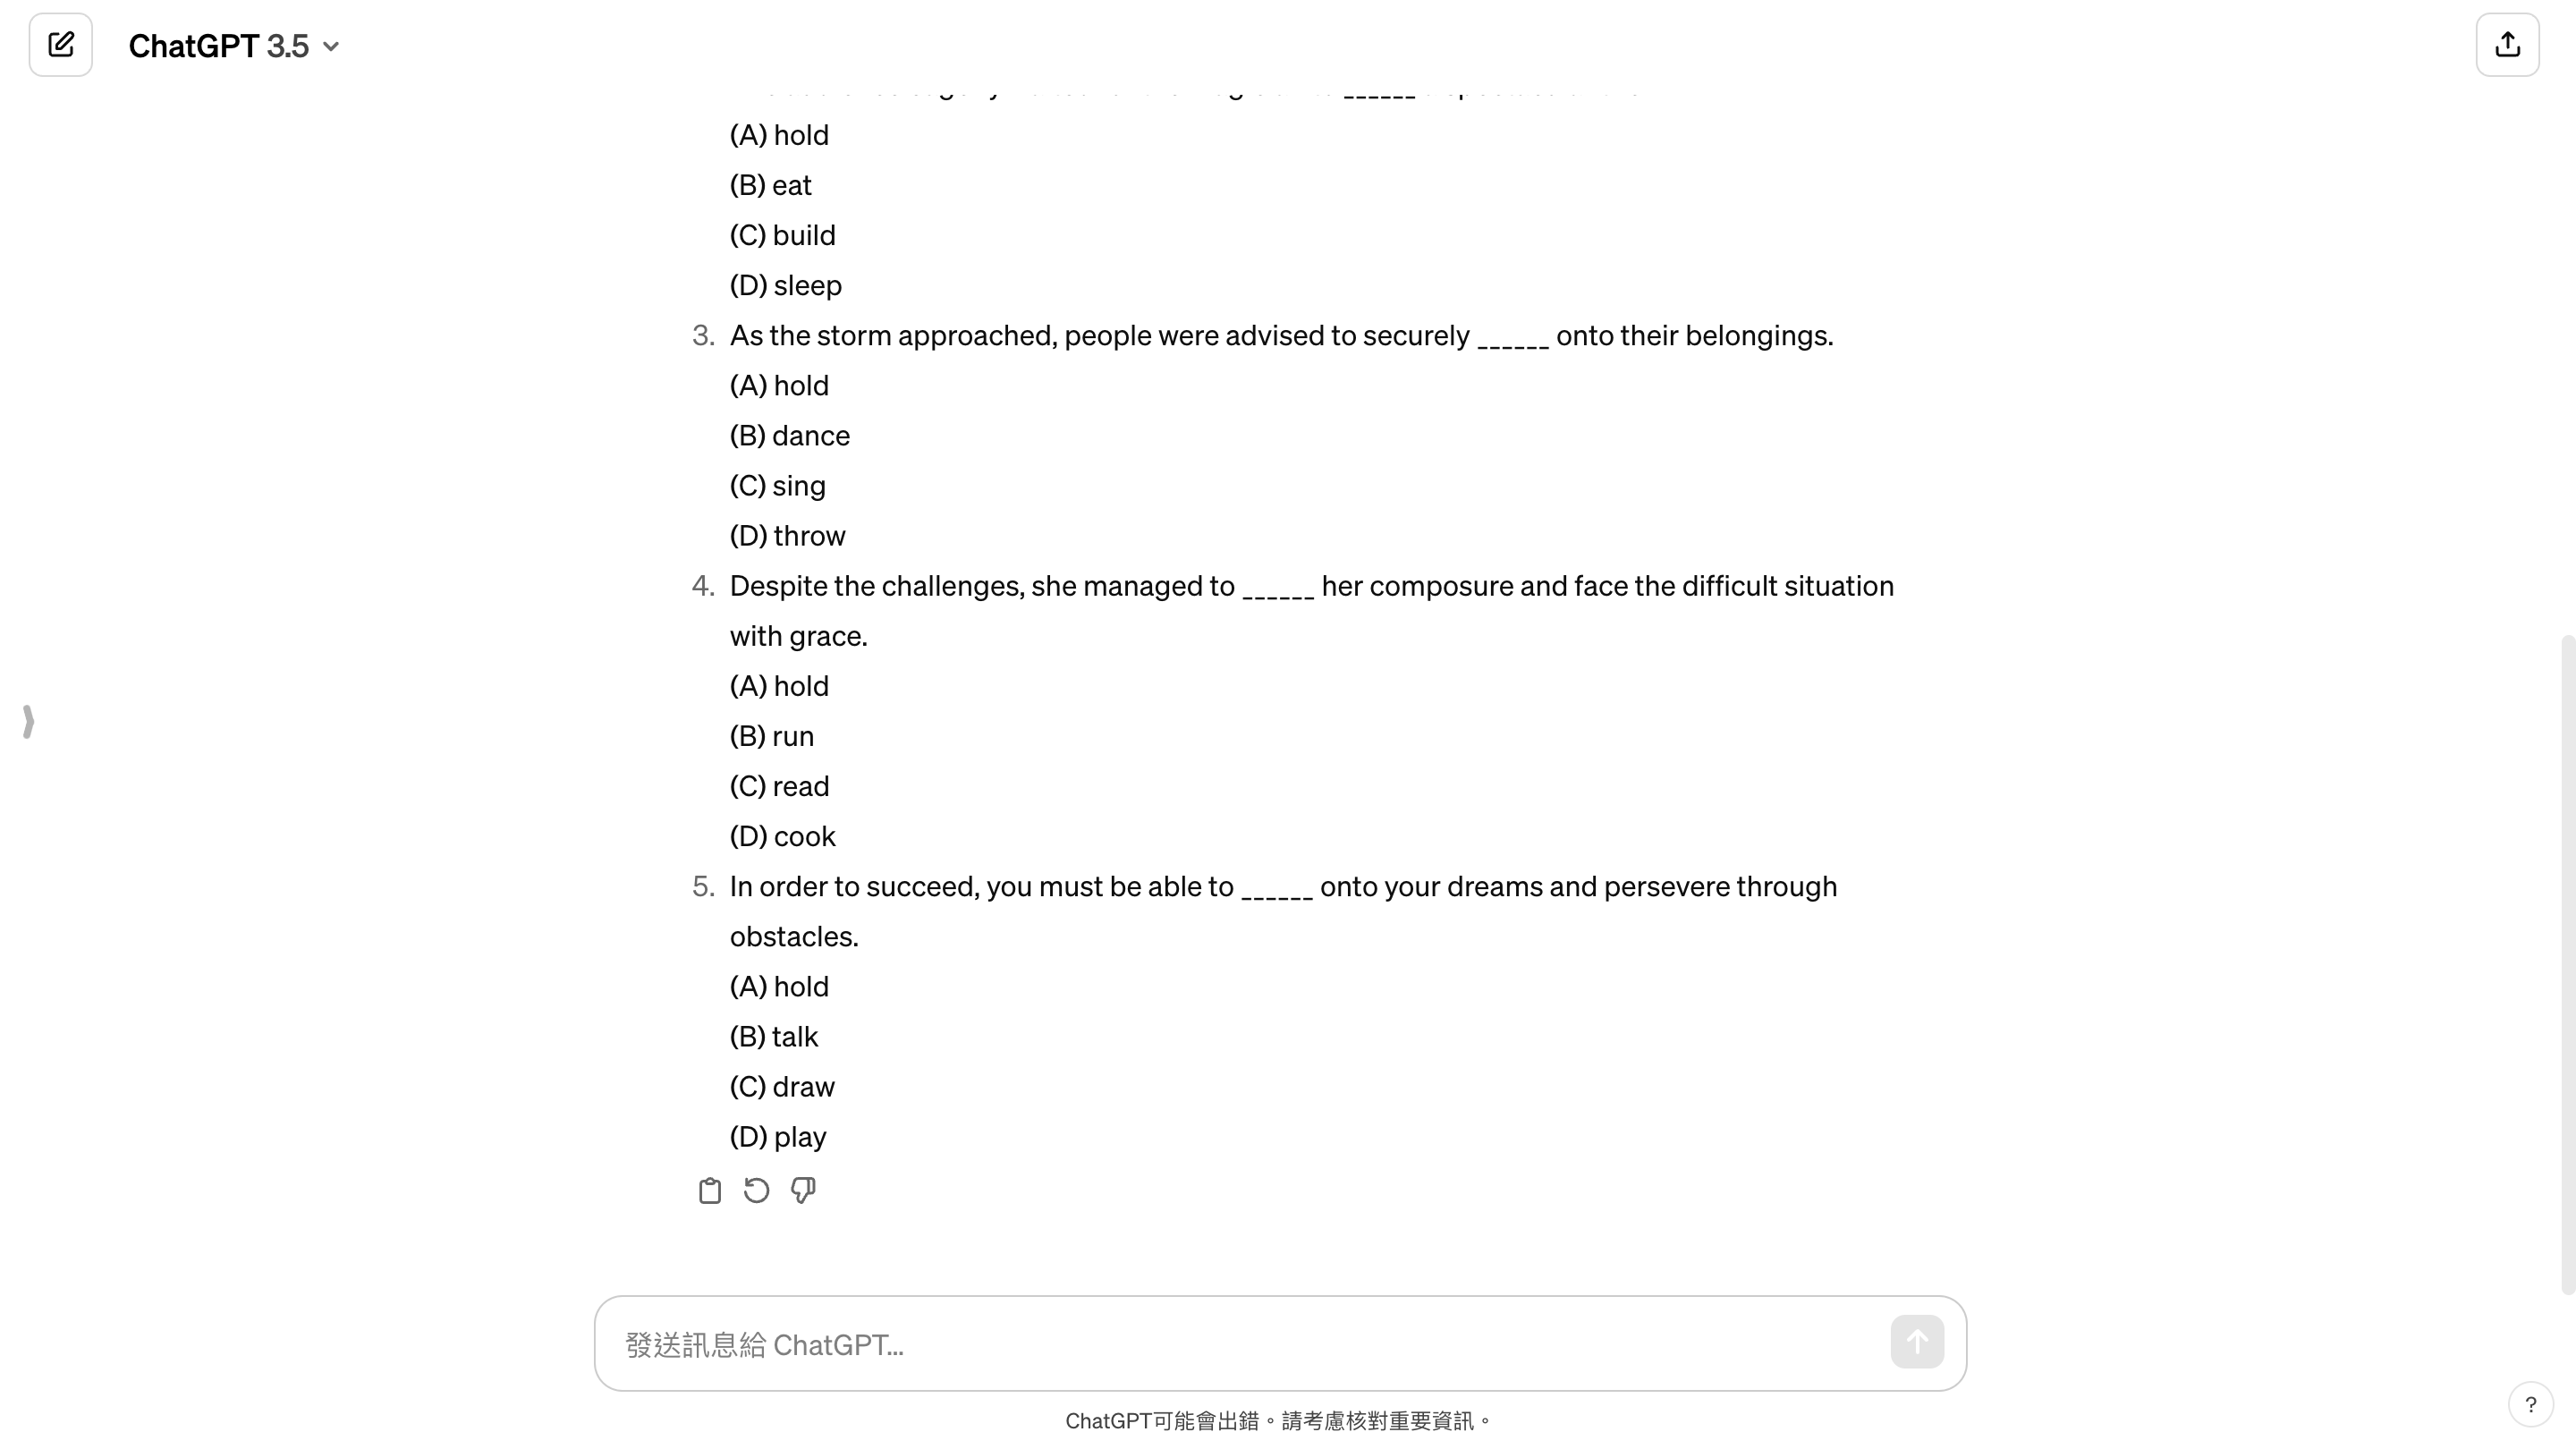 ChatGPT 3.5
(A) hold
(B) eat
(C) build
(D) sleep
3. As the storm approached, people were advised to securely ______ onto their belongings.
(A) hold
(B) dance
(C) sing
(D) throw
4. Despite the challenges, she managed to ______ her composure and face the difficult situation
with grace.
(A) hold
(B) run
(C) read
(D) cook
5. In order to succeed, you must be able to ______ onto your dreams and persevere through
obstacles.
(A) hold
(B) talk
(C) draw
(D) play
發送訊息給 ChatGPT...
ChatGPT可能會出錯。請考慮核對重要資訊。
?